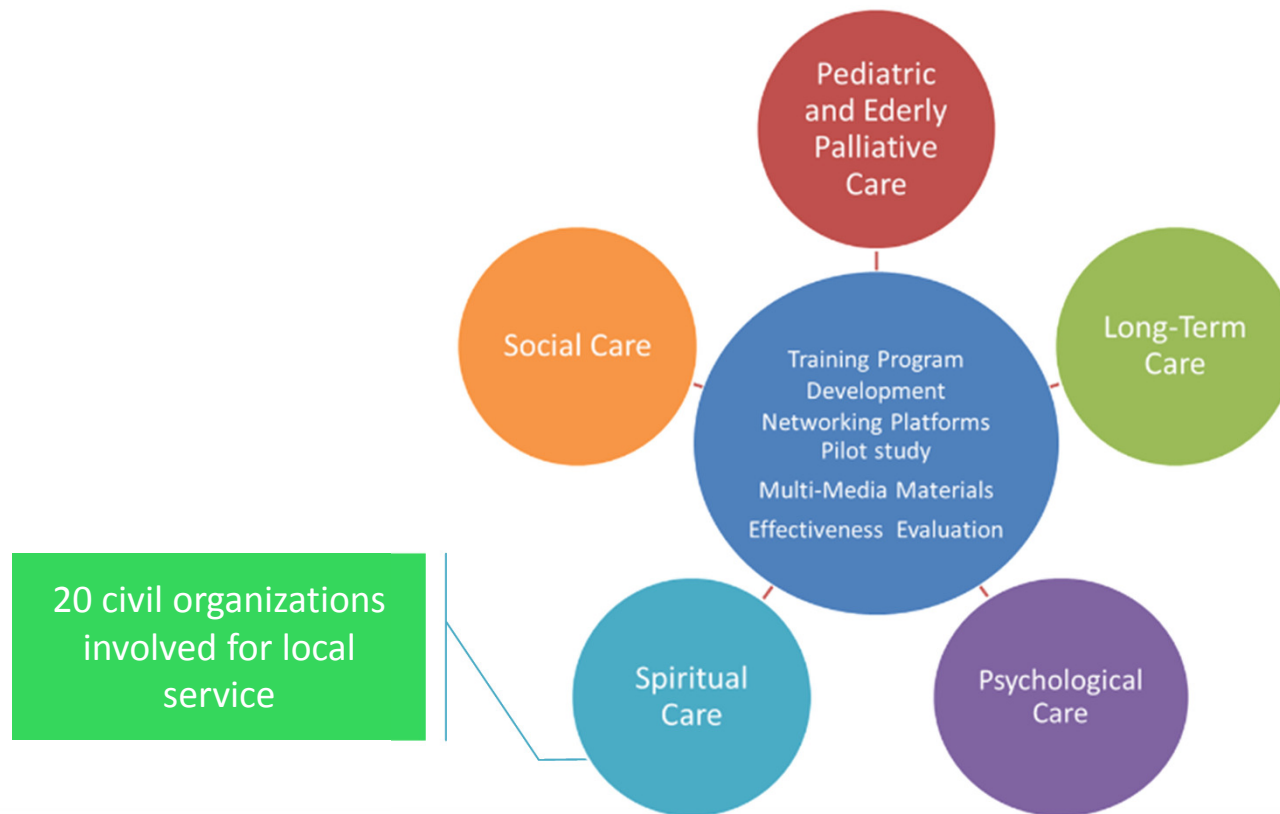 Pediatric
and Ederly
Palliative
Care
Social Care
Long-Term
Care
Training Program
Development
Networking Platforms
Pilot study
Multi-Media Materials
Effectiveness Evaluation
20 civil organizations
involved for local
service
Spiritual
Care
Psychological
Care